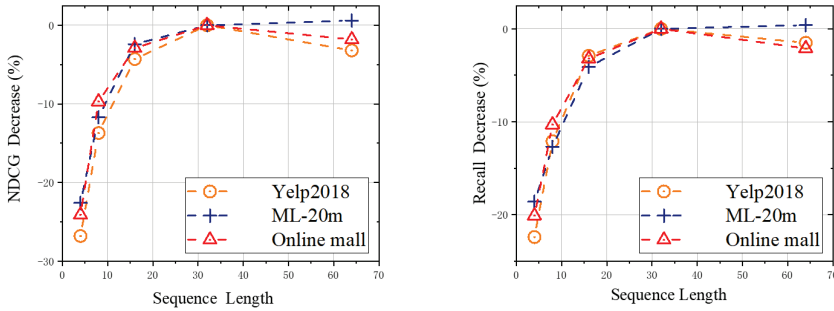 NDCG Decrease (%)
0
-10
-20
-30
0 10 20 30 40 50 60 70
Sequence Length
Yelp2018
ML-20m
Online mall
Recall Decrease (%)
0
-10
-20
0 10 20 30 40 50 60 70
Sequence Length
Yelp2018
ML-20m
Online mall